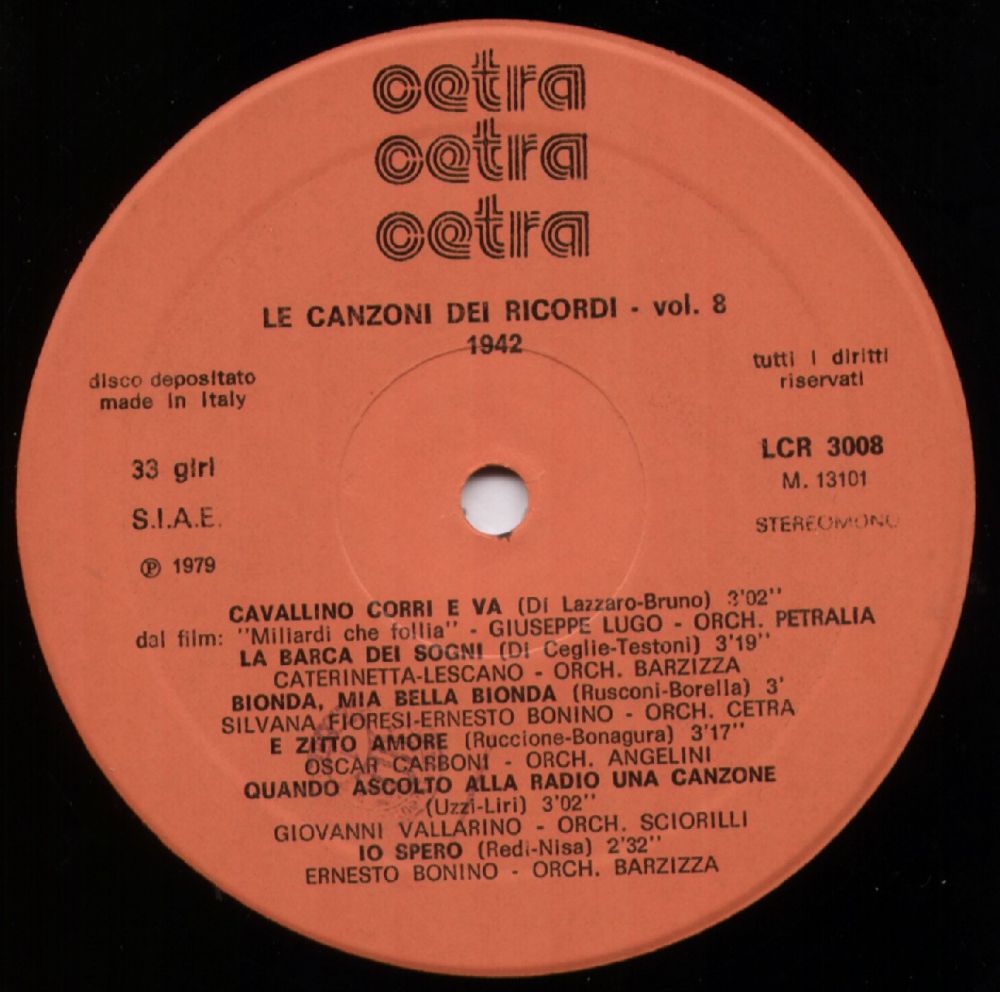 cetra
cetra
cetra
LE CANZONI DEI RICORDI - vol. 8
1942
disco depositato
made in Italy
tutti i diritti
riservati
33 giri
S.I.A.E.
Ⓟ 1979
LCR 3008
M. 13101
STEREOMONO
CAVALLINO CORRI E VA (Di Lazzaro-Bruno) 3'02"
dal film: "Miliardi che follia" - GIUSEPPE LUGO - ORCH. PETRALIA
LA BARCA DEI SOGNI (Di Ceglie-Testoni) 3'19"
CATERINETTA-LESCANO - ORCH. BARZIZZA
BIONDA, MIA BELLA BIONDA (Rusconi-Borella) 3'
SILVANA FIORESI-ERNESTO BONINO - ORCH. CETRA
E ZITTO AMORE (Ruccione-Bonagura) 3'17"
OSCAR CARBONI - ORCH. ANGELINI
QUANDO ASCOLTO ALLA RADIO UNA CANZONE
(Uzzi-Liri) 3'02"
GIOVANNI VALLARINO - ORCH. SCIORILLI
IO SPERO (Redi-Nisa) 2'32"
ERNESTO BONINO - ORCH. BARZIZZA